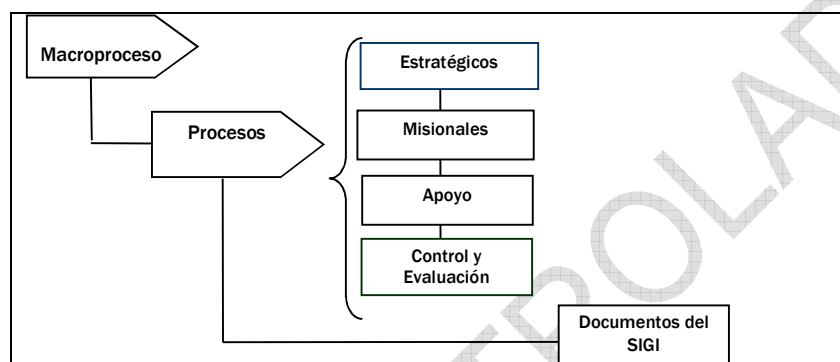 Macroproceso
Procesos
Estratégicos
Misionales
Apoyo
Control y
Evaluación
Documentos del
SIGI